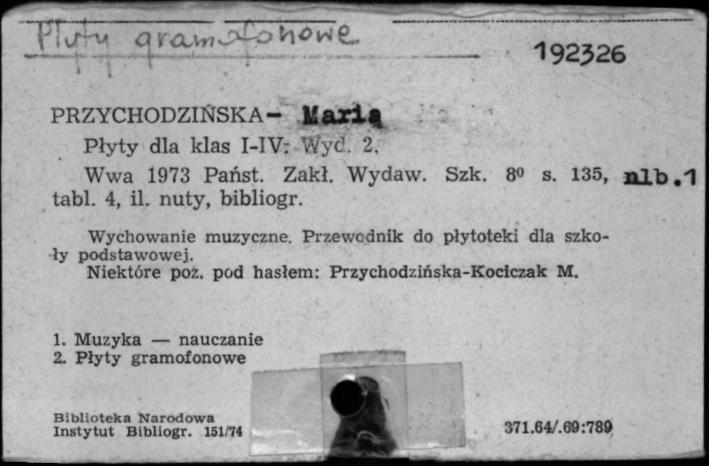 Płyty gramofonowe
192326
PRZYCHODZIŃSKA- Maria
Płyty dla klas I-IV: Wyd. 2.
Wwa 1973 Państ. Zakł. Wydaw. Szk. 8⁰ s. 135, nlb.1
tabl. 4, il. nuty, bibliogr.
Wychowanie muzyczne. Przewodnik do płytoteki dla szko-
ły podstawowej.
Niektóre poz. pod hasłem: Przychodzińska-Kociczak M.
1. Muzyka — nauczanie
2. Płyty gramofonowe
Biblioteka Narodowa
Instytut Bibliogr. 151/74
371.64/.69:789